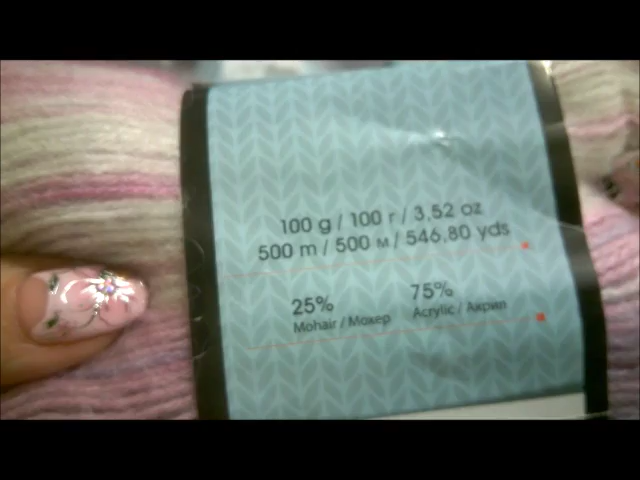 100 g / 100 г / 3.52 oz
500 m / 500 м / 546.80 yds
25% 75%
Mohair / Мохер Acrylic / Акрил